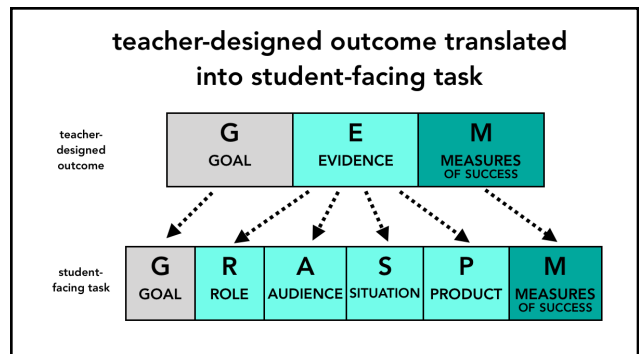 teacher-designed outcome translated
into student-facing task
teacher-
designed
outcome
G
GOAL
E
EVIDENCE
M
MEASURES
OF SUCCESS
student-
facing task
G
GOAL
R
ROLE
A
AUDIENCE
S
SITUATION
P
PRODUCT
M
MEASURES
OF SUCCESS